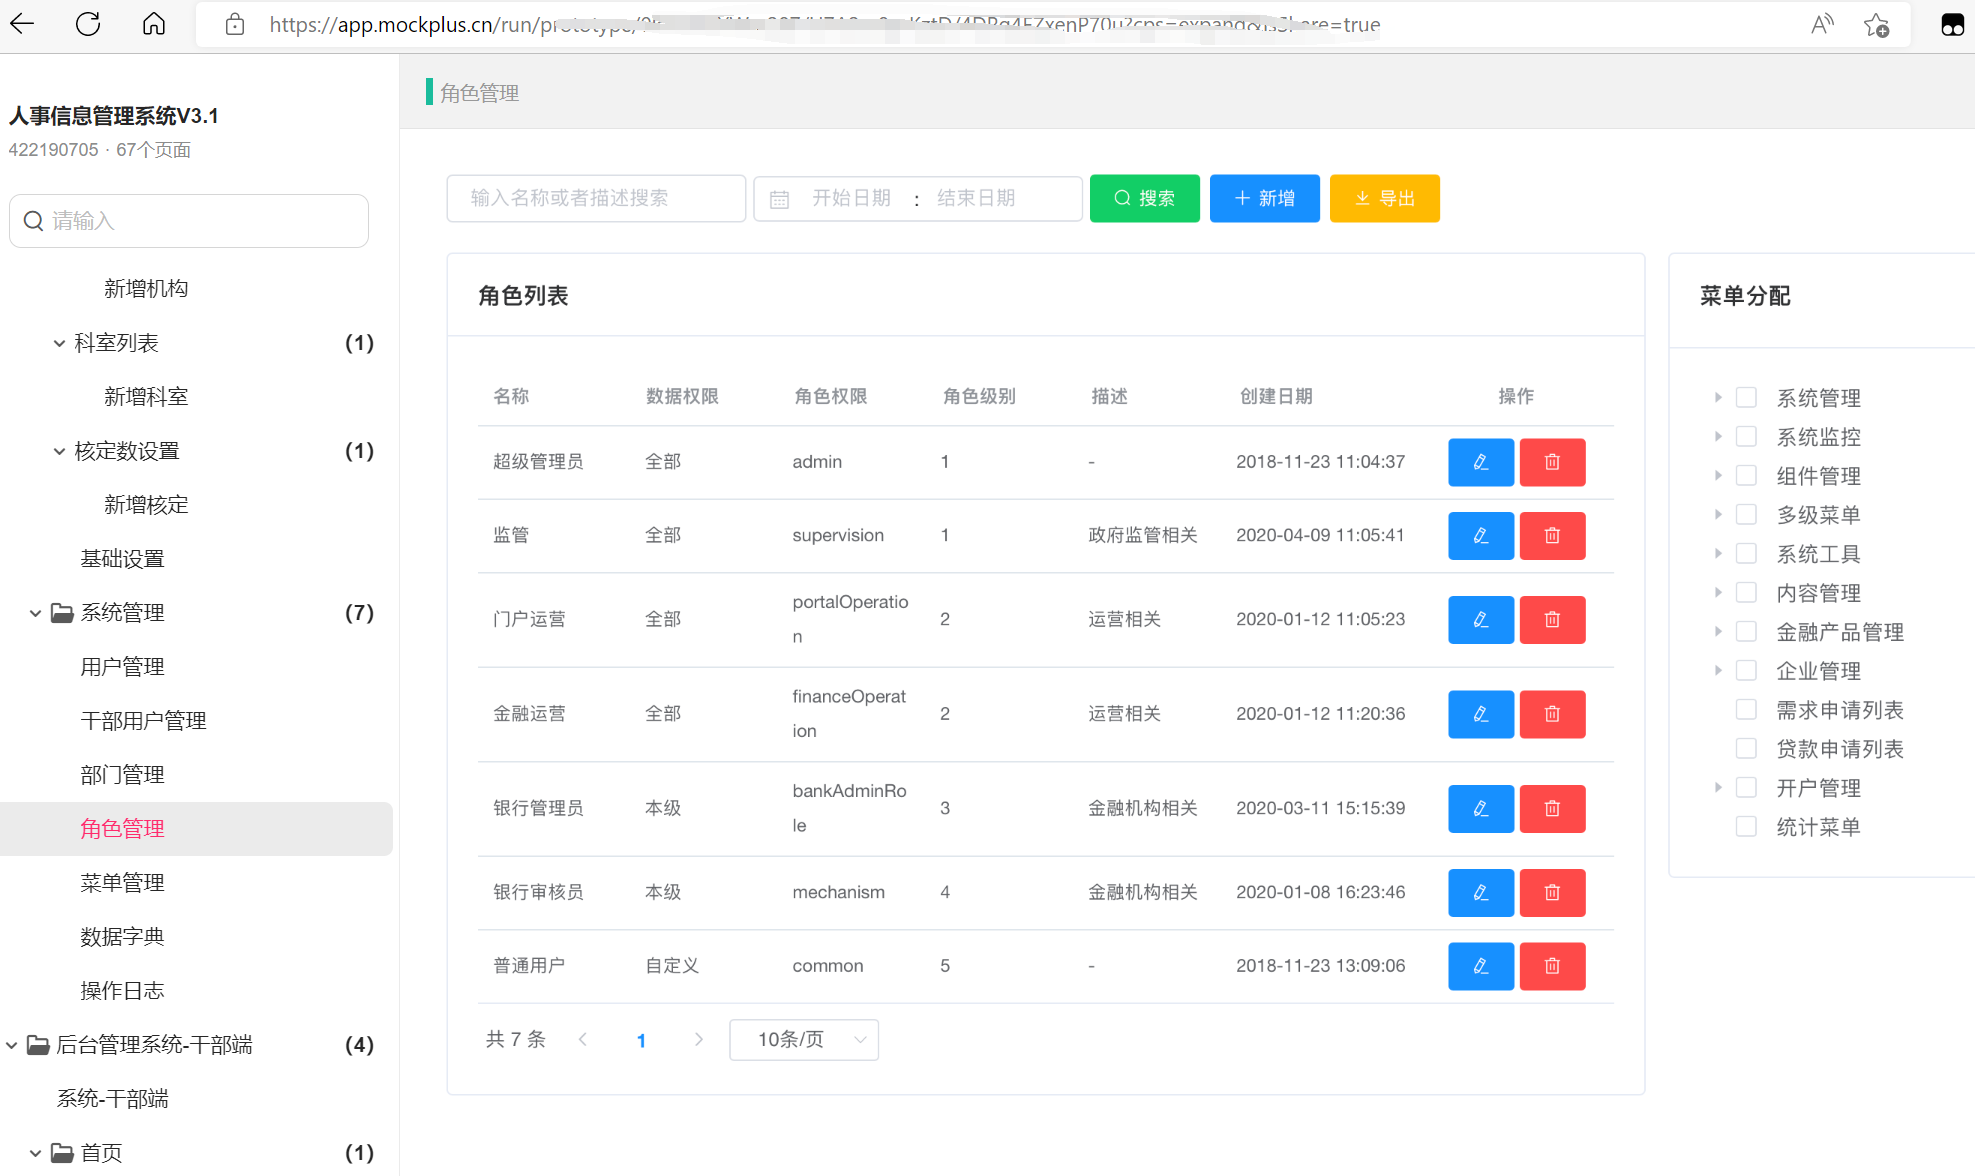 https://app.mockplus.cn/run/prototype/
=true
人事信息管理系统V3.1
422190705 · 67个页面
请输入
新增机构
科室列表 (1)
新增科室
核定数设置 (1)
新增核定
基础设置
系统管理 (7)
用户管理
干部用户管理
部门管理
角色管理
菜单管理
数据字典
操作日志
后台管理系统-干部端 (4)
系统-干部端
首页 (1)
角色管理
输入名称或者描述搜索 开始日期 : 结束日期 搜索 新增 导出
角色列表
名称 数据权限 角色权限 角色级别 描述 创建日期 操作
超级管理员 全部 admin 1 - 2018-11-23 11:04:37
监管 全部 supervision 1 政府监管相关 2020-04-09 11:05:41
门户运营 全部 portalOperatio
n 2 运营相关 2020-01-12 11:05:23
金融运营 全部 financeOperat
ion 2 运营相关 2020-01-12 11:20:36
银行管理员 本级 bankAdminRo
le 3 金融机构相关 2020-03-11 15:15:39
银行审核员 本级 mechanism 4 金融机构相关 2020-01-08 16:23:46
普通用户 自定义 common 5 - 2018-11-23 13:09:06
共 7 条 1 10条/页
菜单分配
系统管理
系统监控
组件管理
多级菜单
系统工具
内容管理
金融产品管理
企业管理
需求申请列表
贷款申请列表
开户管理
统计菜单